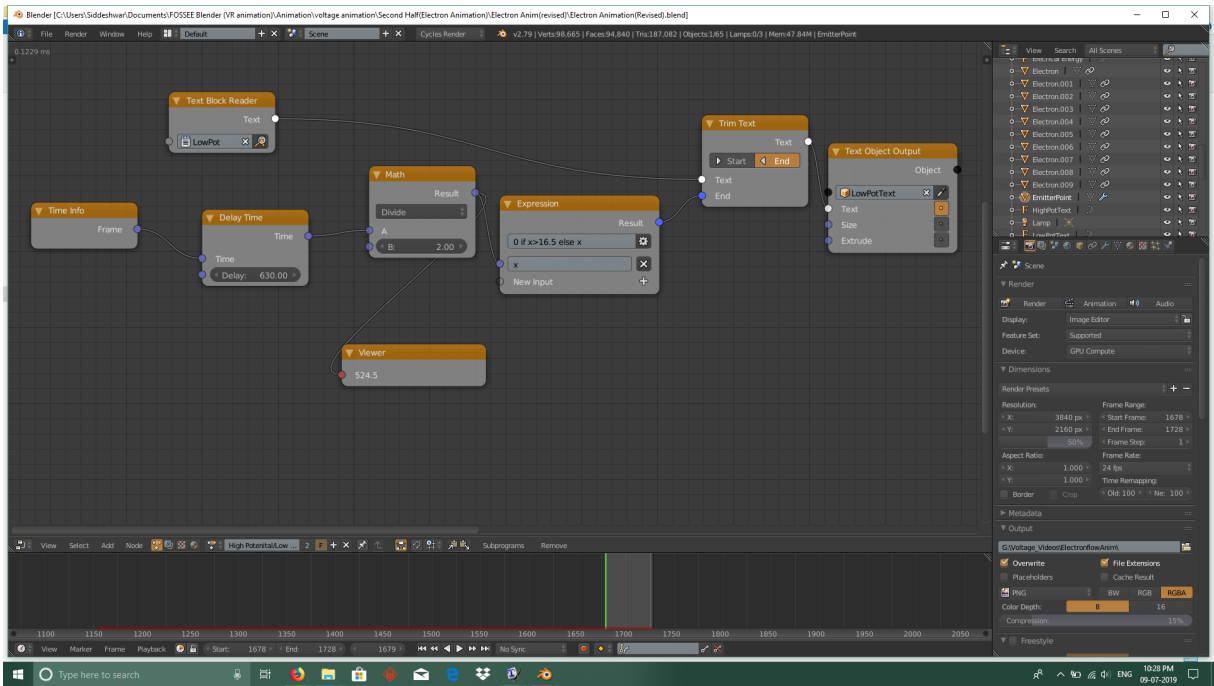 Blender [C:\Users\Siddeshwar\Documents\FOSSEE Blender (VR animation)\Animation\voltage animation\Second Half(Electron Animation)\Electron Anim(revised)\Electron Animation(Revised).blend]
File Render Window Help Default Scene Cycles Render v2.79 | Verts:98,665 | Faces:94,840 | Tris:187,082 | Objects:1/65 | Lamps:0/3 | Mem:47.84M | EmitterPoint
0.1229 ms
Text Block Reader
Text
LowPot
Time Info
Frame
Delay Time
Time
Time
Delay: 630.00
Math
Result
Divide
A
B: 2.00
Expression
Result
0 if x>16.5 else x
x
New Input
Viewer
524.5
Trim Text
Text
Start End
Text
End
Text Object Output
Object
LowPotText
Text
Size
Extrude
View Select Add Node High Potenital/Low ... 2 F Subprograms Remove
1100 1150 1200 1250 1300 1350 1400 1450 1500 1550 1600 1650 1700 1750 1800 1850 1900 1950 2000 2050
View Marker Frame Playback Start: 1678 End: 1728 1679 No Sync
View Search All Scenes
Electrical Energy
Electron
Electron.001
Electron.002
Electron.003
Electron.004
Electron.005
Electron.006
Electron.007
Electron.008
Electron.009
EmitterPoint
HighPotText
Lamp
LowPotText
Scene
Render
Render Animation Audio
Display: Image Editor
Feature Set: Supported
Device: GPU Compute
Dimensions
Render Presets
Resolution: Frame Range:
X: 3840 px Start Frame: 1678
Y: 2160 px End Frame: 1728
50% Frame Step: 1
Aspect Ratio: Frame Rate:
X: 1.000 24 fps
Y: 1.000 Time Remapping:
Border Crop Old: 100 Ne: 100
Metadata
Output
G:\Voltage_Videos\ElectronflowAnim\
Overwrite File Extensions
Placeholders Cache Result
PNG BW RGB RGBA
Color Depth: 8 16
Compression: 15%
Freestyle
Type here to search
ENG
10:28 PM
09-07-2019